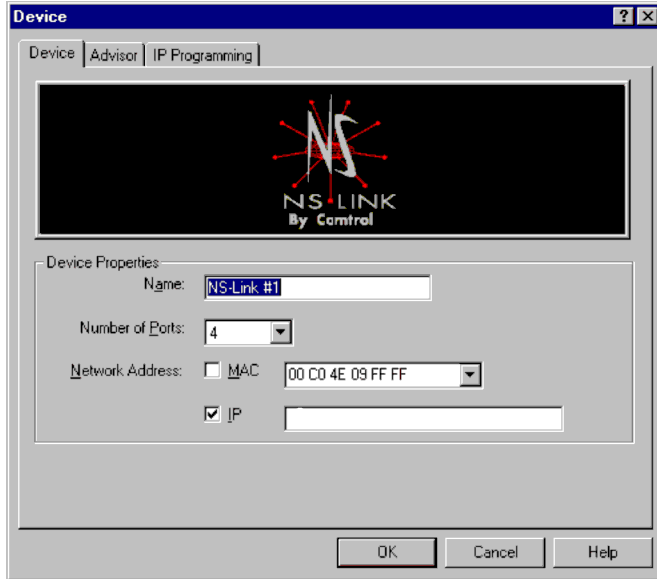 Device
Device Advisor IP Programming
NS
NS LINK
By Comtrol
Device Properties
Name: NS-Link #1
Number of Ports: 4
Network Address: MAC 00 C0 4E 09 FF FF
IP
OK Cancel Help